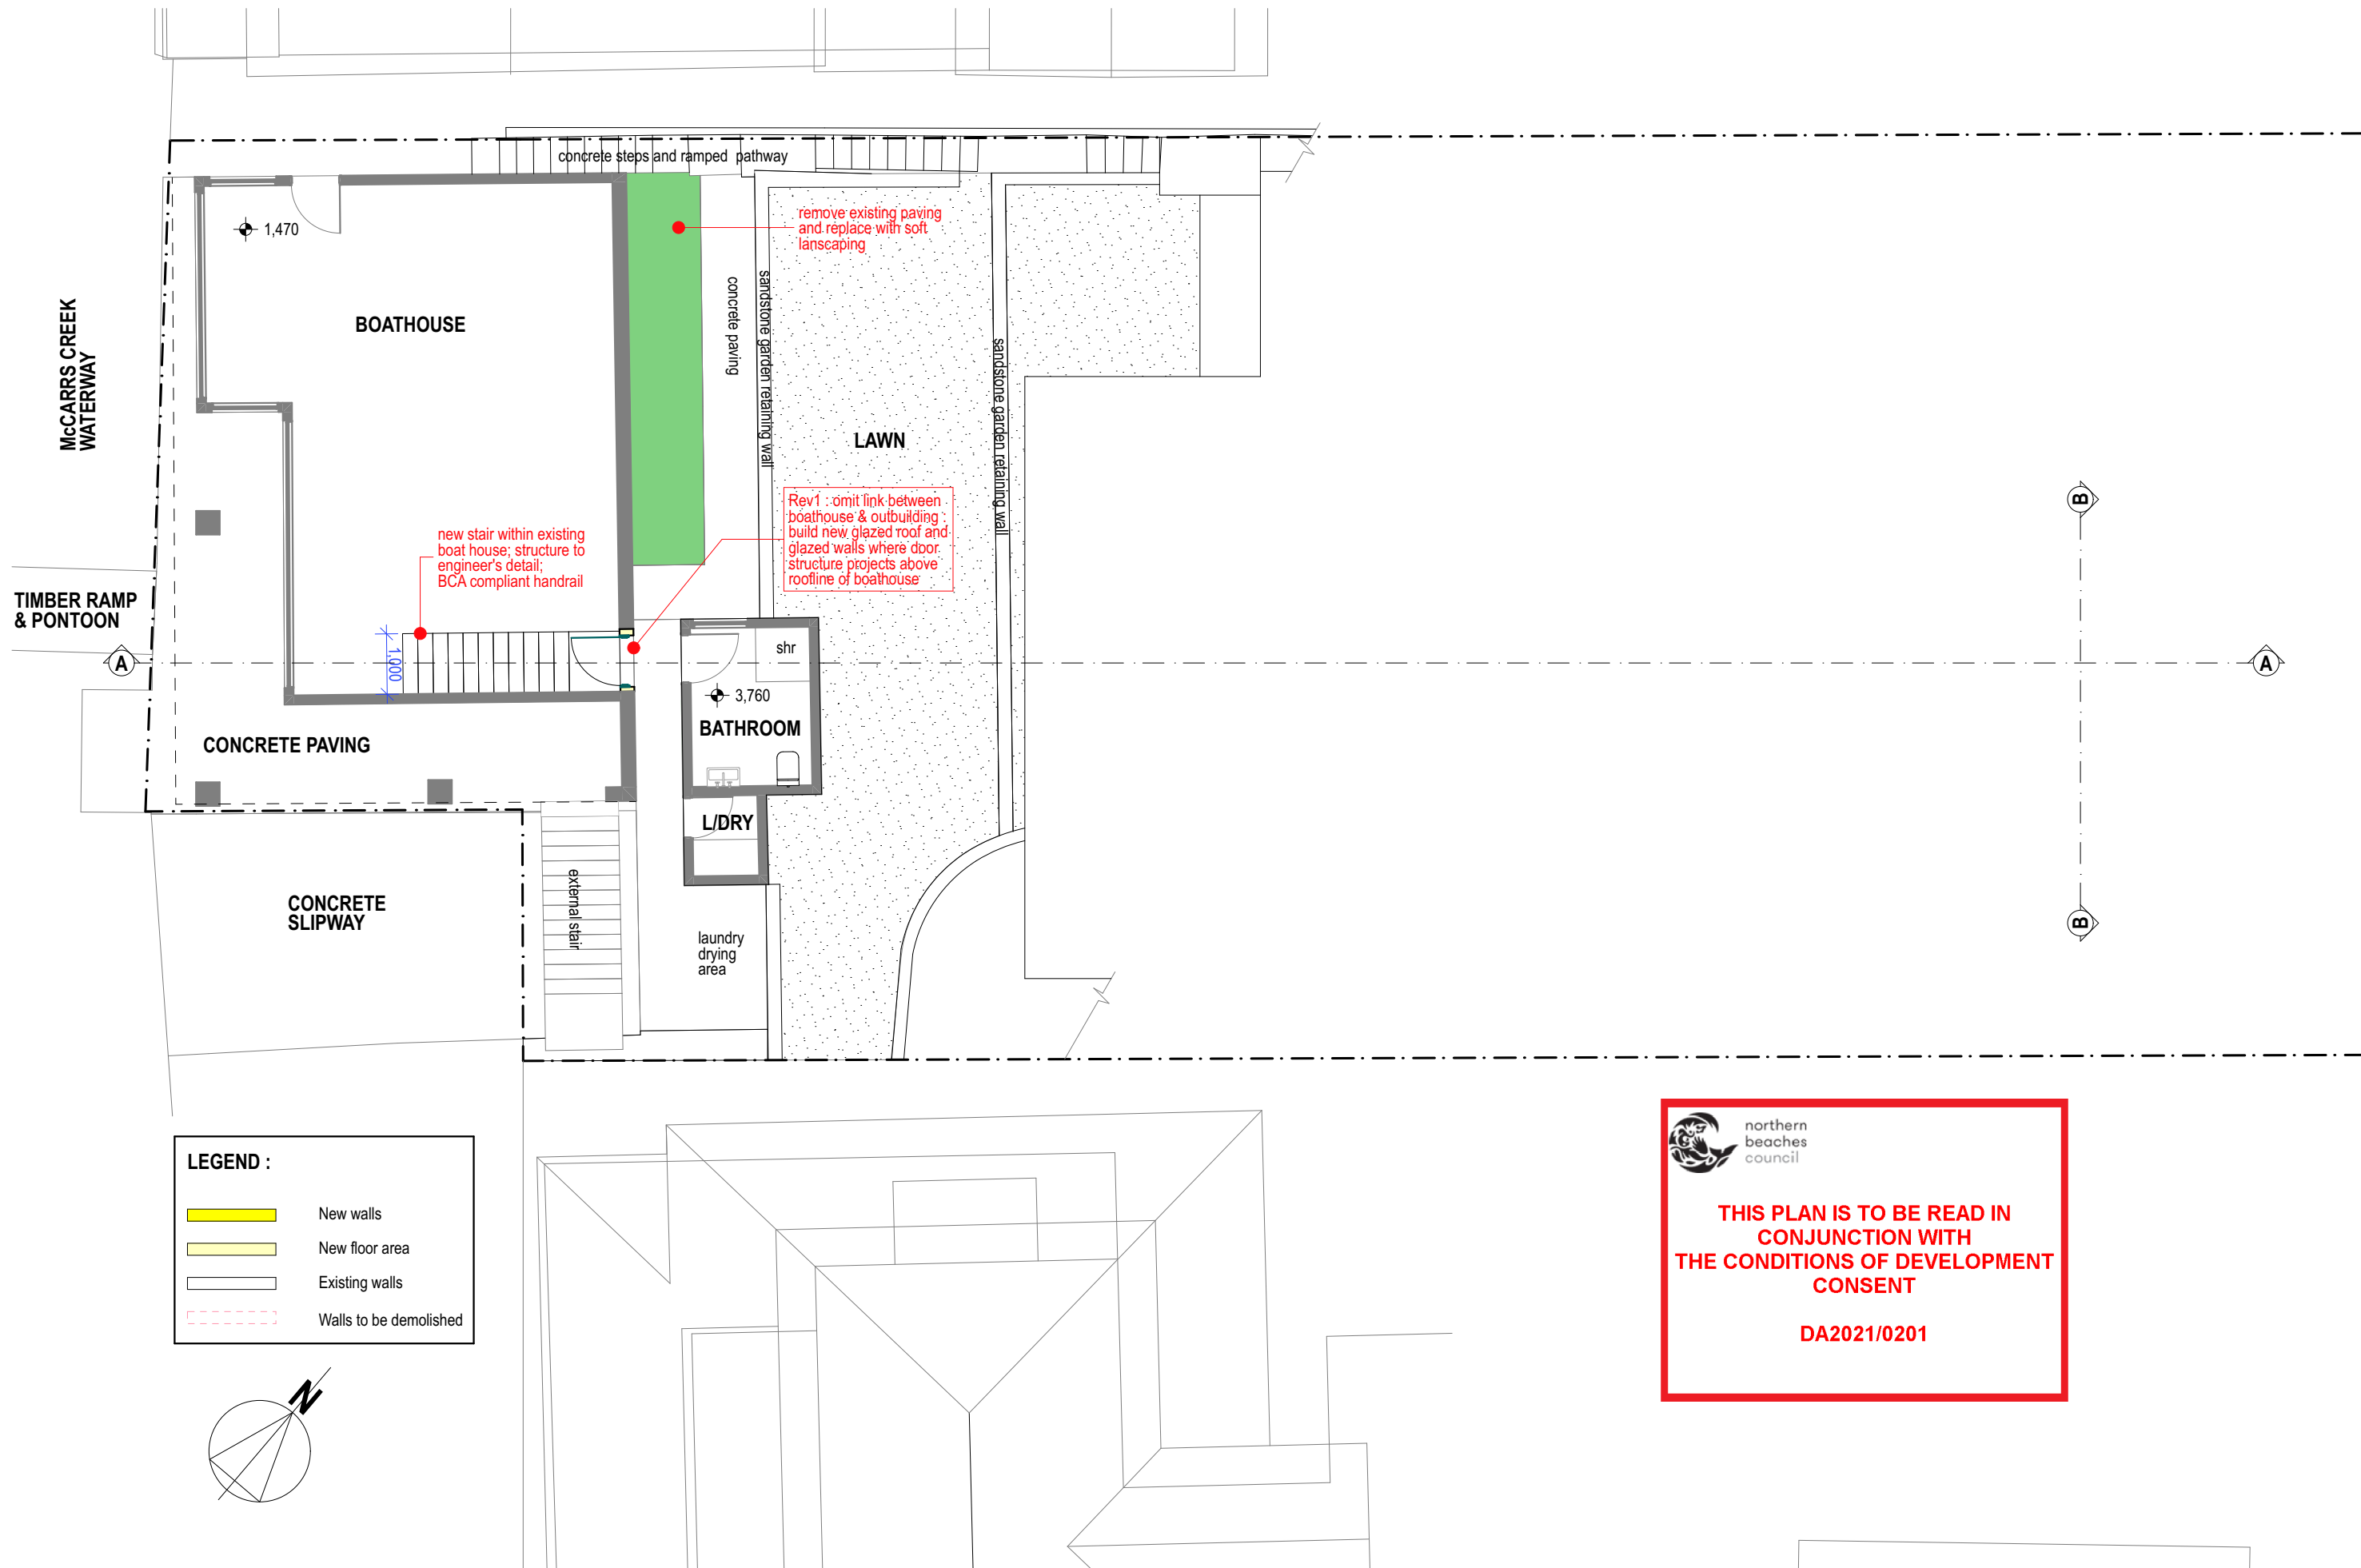 concrete steps and ramped pathway
1,470
BOATHOUSE
remove existing paving
and replace with soft
lanscaping
concrete paving
sandstone garden retaining wall
sandstone garden retaining wall
McCARRS CREEK
WATERWAY
LAWN
B
Rev1 : omit link between
boathouse & outbuilding :
build new glazed roof and
glazed walls where door
structure projects above
roofline of boathouse
new stair within existing
boat house; structure to
engineer's detail;
BCA compliant handrail
TIMBER RAMP
& PONTOON
A
1,000
shr
A
3,760
BATHROOM
CONCRETE PAVING
L/DRY
CONCRETE
SLIPWAY
external stair
laundry
drying
area
B
LEGEND :
New walls
New floor area
Existing walls
Walls to be demolished
N
northern
beaches
council
THIS PLAN IS TO BE READ IN
CONJUNCTION WITH
THE CONDITIONS OF DEVELOPMENT
CONSENT
DA2021/0201